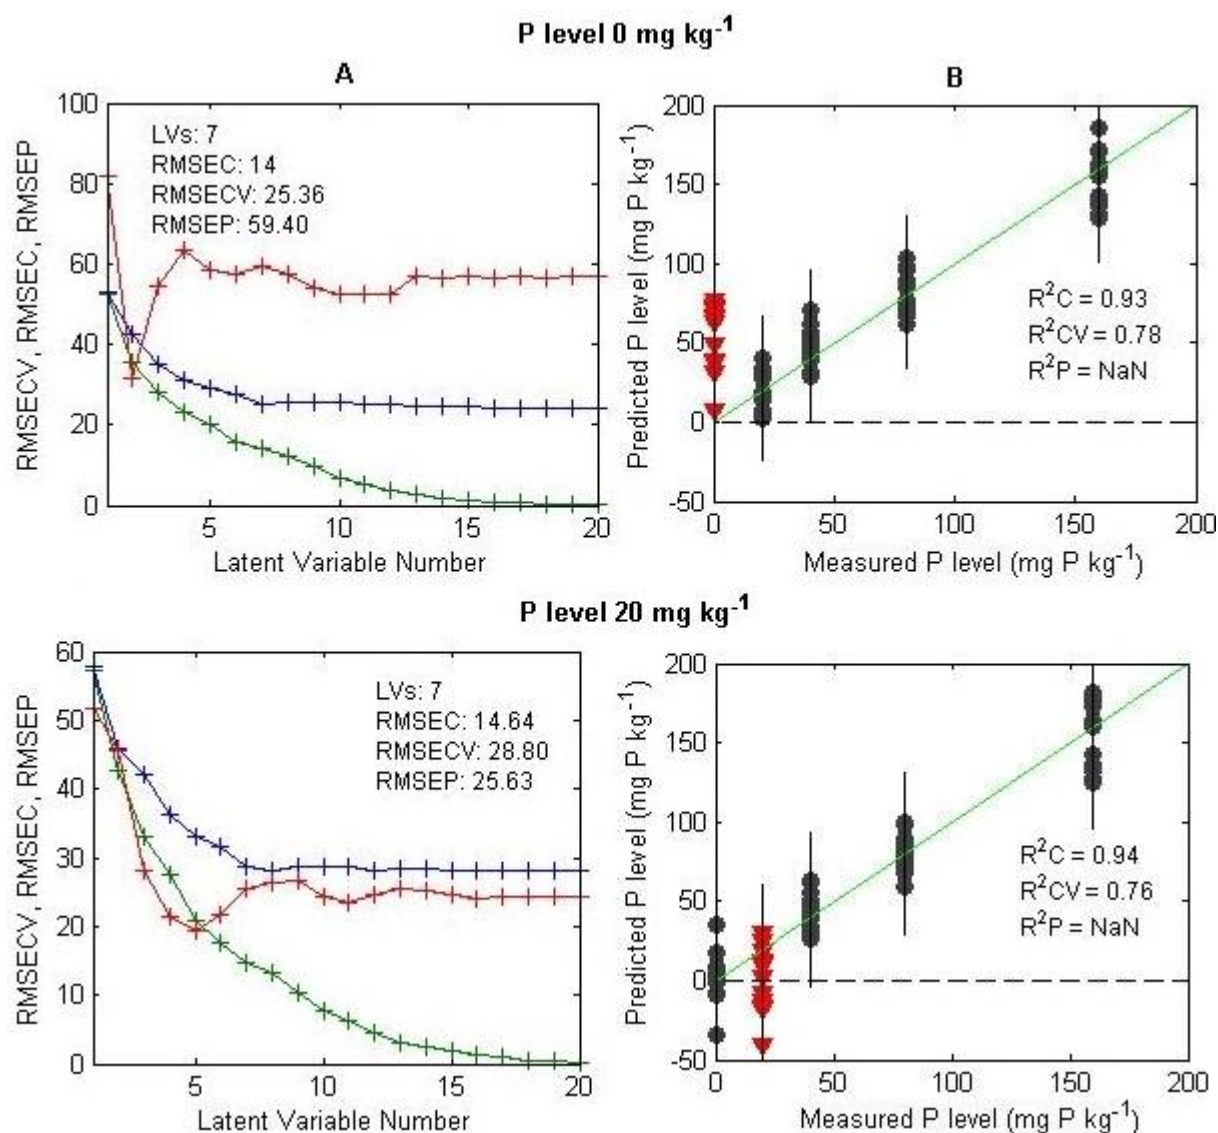 P level 0 mg kg⁻¹
A
B
100
80
60
40
20
0
RMSECV, RMSEC, RMSEP
LVs: 7
RMSEC: 14
RMSECV: 25.36
RMSEP: 59.40
5
10
15
20
Latent Variable Number
200
150
100
50
0
-50
Predicted P level (mg P kg⁻¹)
R²C = 0.93
R²CV = 0.78
R²P = NaN
0
50
100
150
200
Measured P level (mg P kg⁻¹)
P level 20 mg kg⁻¹
60
50
40
30
20
10
0
RMSECV, RMSEC, RMSEP
LVs: 7
RMSEC: 14.64
RMSECV: 28.80
RMSEP: 25.63
5
10
15
20
Latent Variable Number
200
150
100
50
0
-50
Predicted P level (mg P kg⁻¹)
R²C = 0.94
R²CV = 0.76
R²P = NaN
0
50
100
150
200
Measured P level (mg P kg⁻¹)